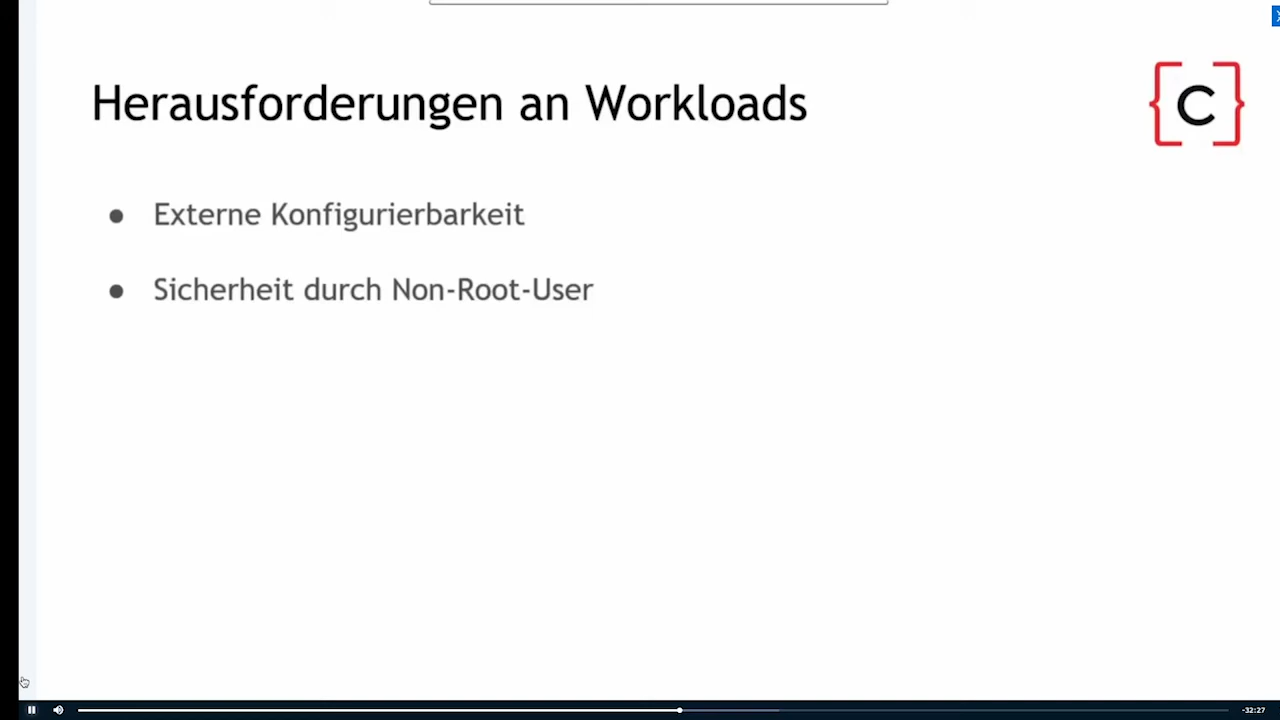 Herausforderungen an Workloads
C
● Externe Konfigurierbarkeit
● Sicherheit durch Non-Root-User
-32:27